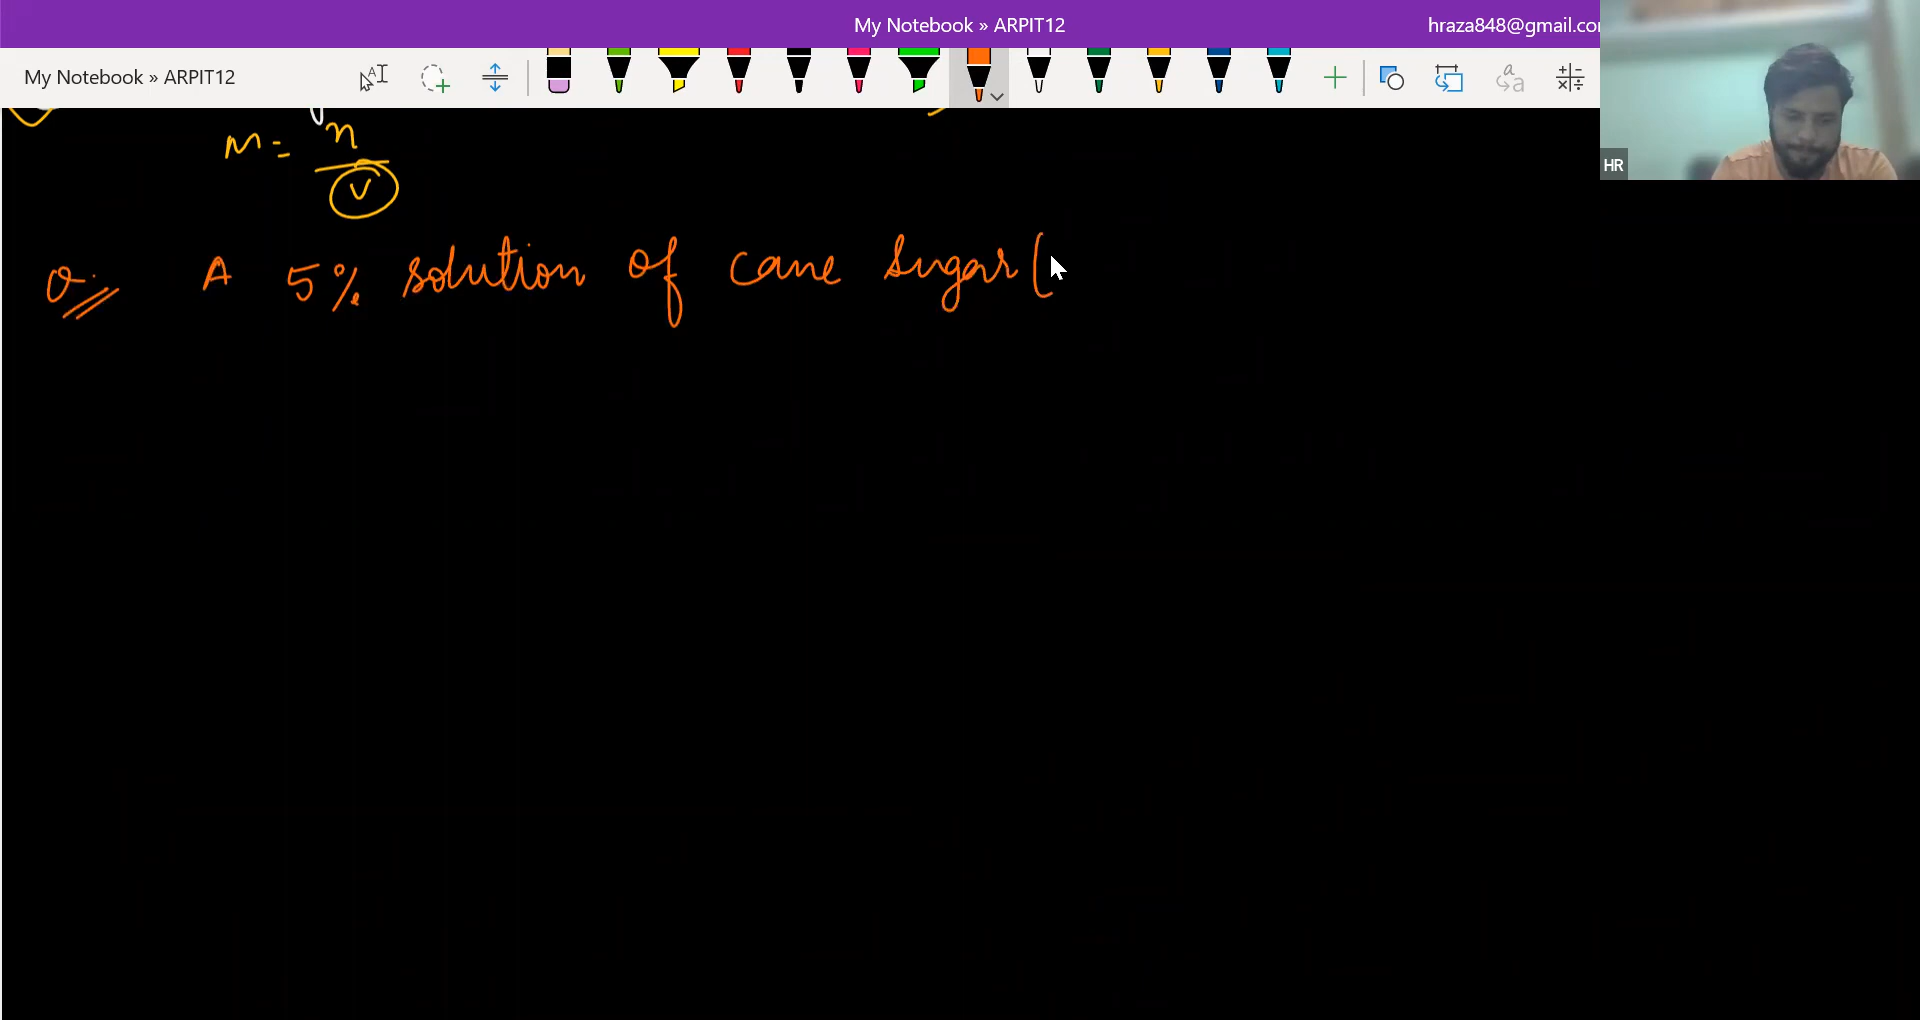 My Notebook » ARPIT12
hraza848@gmail.co
My Notebook » ARPIT12
M = n
v
HR
Q. A 5% solution of cane sugar (